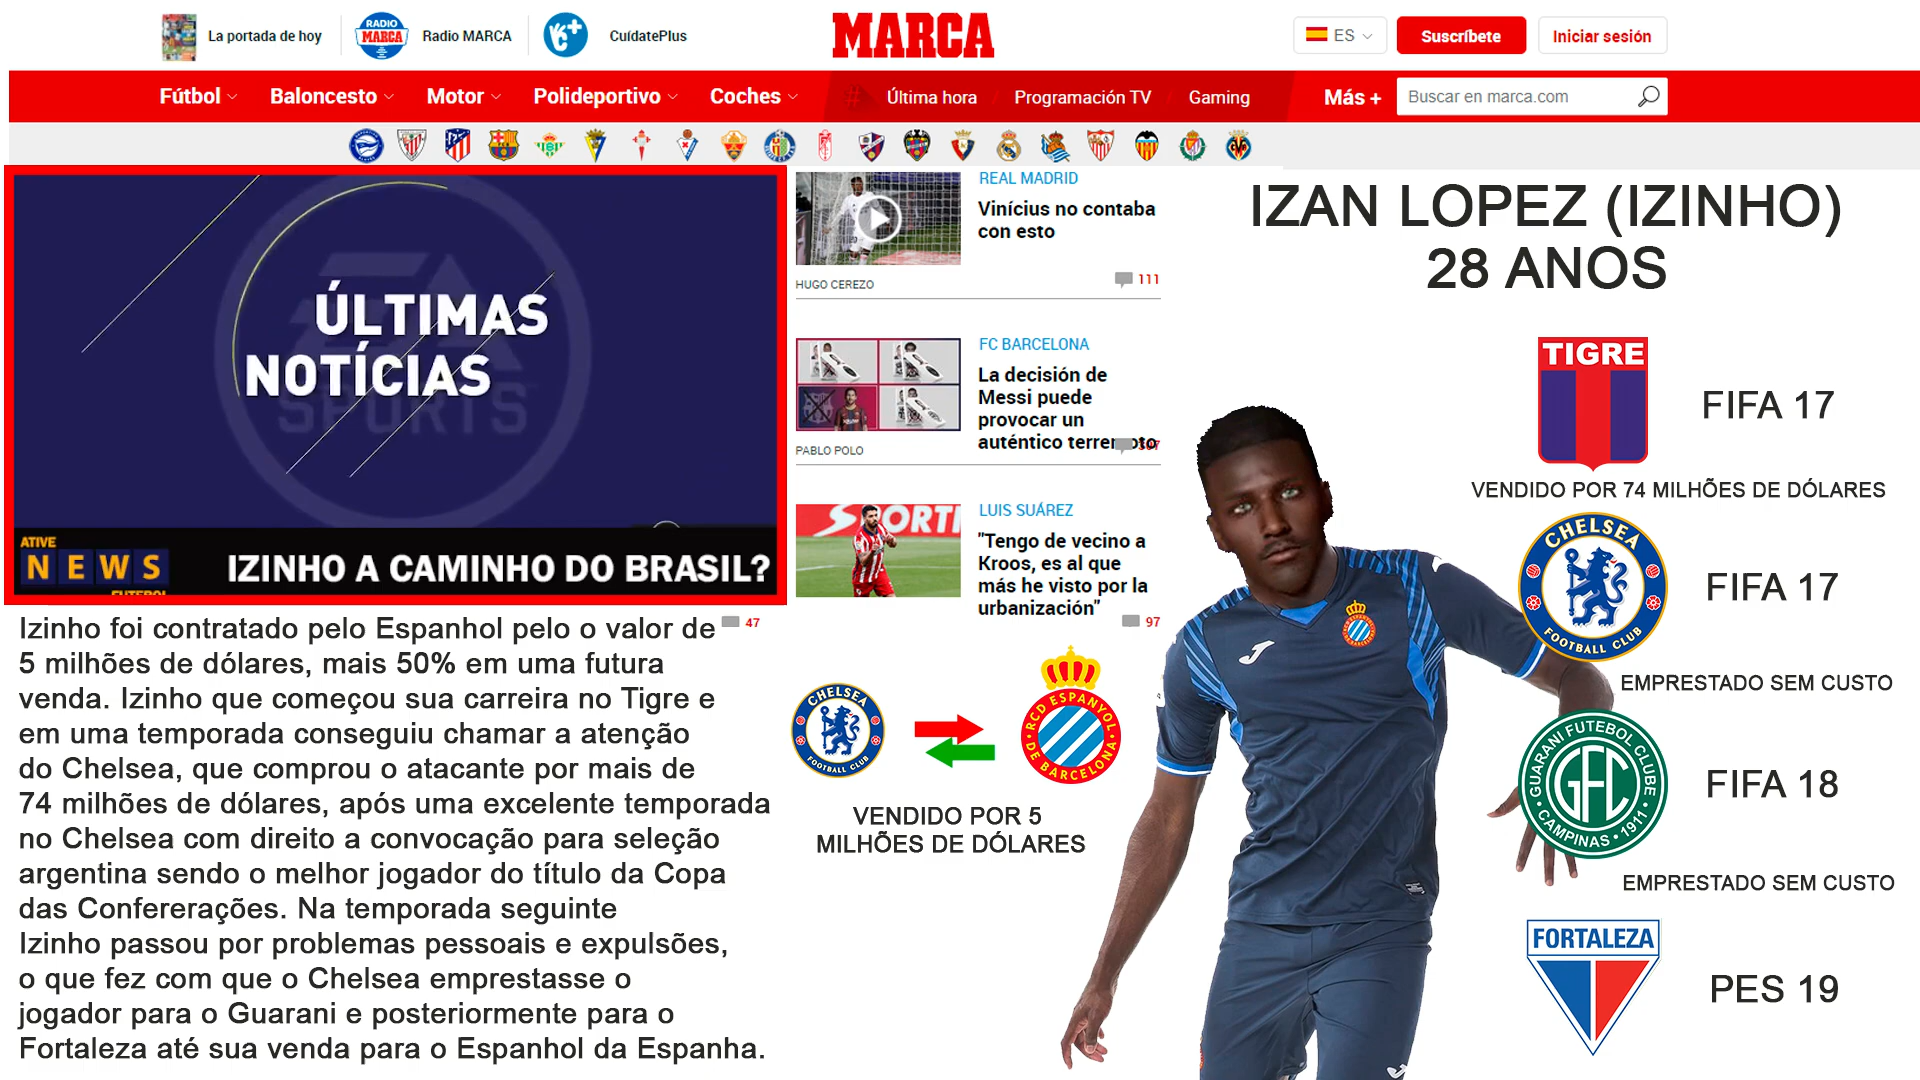 La portada de hoy
RADIO
MARCA
Radio MARCA
CuídatePlus
MARCA
ES
Suscríbete
Iniciar sesión
Fútbol
Baloncesto
Motor
Polideportivo
Coches
#
Última hora
Programación TV
Gaming
Más +
Buscar en marca.com
ÚLTIMAS
NOTÍCIAS
EA
SPORTS
ATIVE
NEWS
FUTEBOL
IZINHO A CAMINHO DO BRASIL?
47
REAL MADRID
Vinícius no contaba
con esto
HUGO CEREZO
111
FC BARCELONA
La decisión de
Messi puede
provocar un
auténtico terremoto
PABLO POLO
LUIS SUÁREZ
"Tengo de vecino a
Kroos, es al que
más he visto por la
urbanización"
97
Izinho foi contratado pelo Espanhol pelo o valor de
5 milhões de dólares, mais 50% em uma futura
venda. Izinho que começou sua carreira no Tigre e
em uma temporada conseguiu chamar a atenção
do Chelsea, que comprou o atacante por mais de
74 milhões de dólares, após uma excelente temporada
no Chelsea com direito a convocação para seleção
argentina sendo o melhor jogador do título da Copa
das Confererações. Na temporada seguinte
Izinho passou por problemas pessoais e expulsões,
o que fez com que o Chelsea emprestasse o
jogador para o Guarani e posteriormente para o
Fortaleza até sua venda para o Espanhol da Espanha.
CHELSEA
FOOTBALL CLUB
RCD ESPANYOL
DE BARCELONA
VENDIDO POR 5
MILHÕES DE DÓLARES
IZAN LOPEZ (IZINHO)
28 ANOS
TIGRE
FIFA 17
VENDIDO POR 74 MILHÕES DE DÓLARES
CHELSEA
FOOTBALL CLUB
FIFA 17
EMPRESTADO SEM CUSTO
GUARANI FUTEBOL CLUBE
GFC
CAMPINAS • 1911
FIFA 18
EMPRESTADO SEM CUSTO
FORTALEZA
PES 19